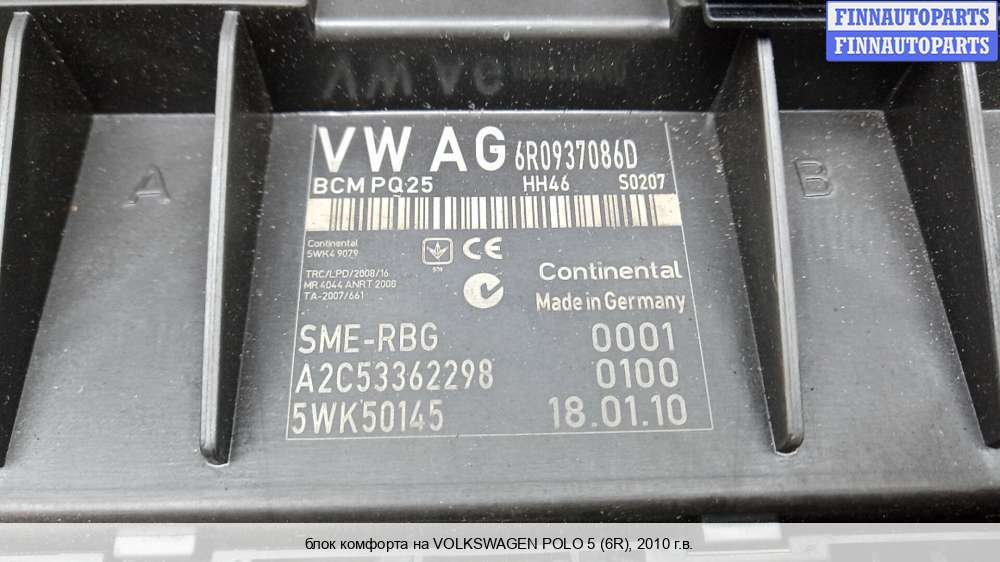 FINNAUTOPARTS
FINNAUTOPARTS
A
B
VW AG 6R0937086D
BCM PQ25 HH46 S0207
Continental
5WK49079
CE
TRC/LPD/2008/16
MR 4044 ANRT 2008
TA-2007/661
Continental
Made in Germany
SME-RBG 0001
A2C53362298 0100
5WK50145 18.01.10
блок комфорта на VOLKSWAGEN POLO 5 (6R), 2010 г.в.